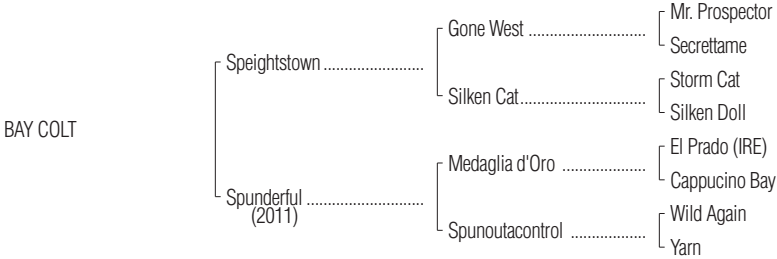 Mr. Prospector
Gone West ............................
Secrettame
Speightstown ........................
Storm Cat
Silken Cat..............................
Silken Doll
BAY COLT
El Prado (IRE)
Medaglia d'Oro ....................
Cappucino Bay
Spunderful ............................
(2011)
Wild Again
Spunoutacontrol ..................
Yarn